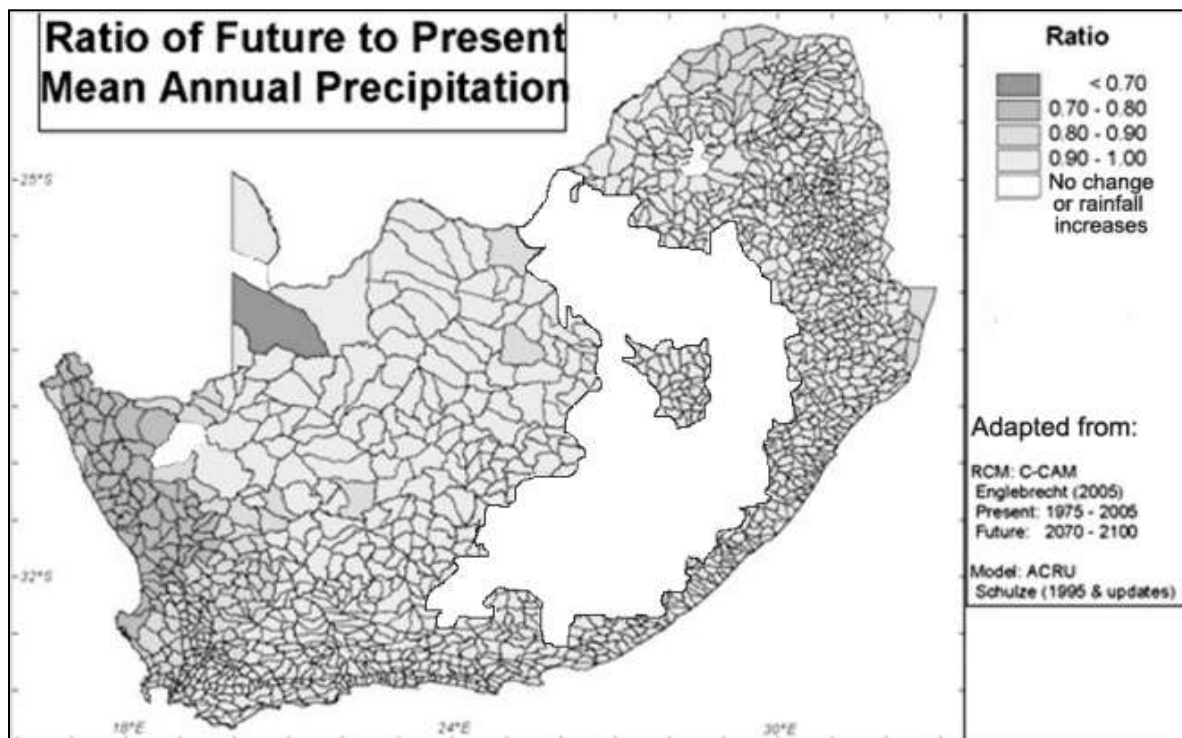 Ratio of Future to Present
Mean Annual Precipitation
Ratio
< 0.70
0.70 - 0.80
0.80 - 0.90
0.90 - 1.00
No change
or rainfall
increases
25°S
32°S
18°E
24°E
30°E
Adapted from:
RCM: C-CAM
Englebrecht (2005)
Present: 1975 - 2005
Future: 2070 - 2100
Model: ACRU
Schulze (1995 & updates)